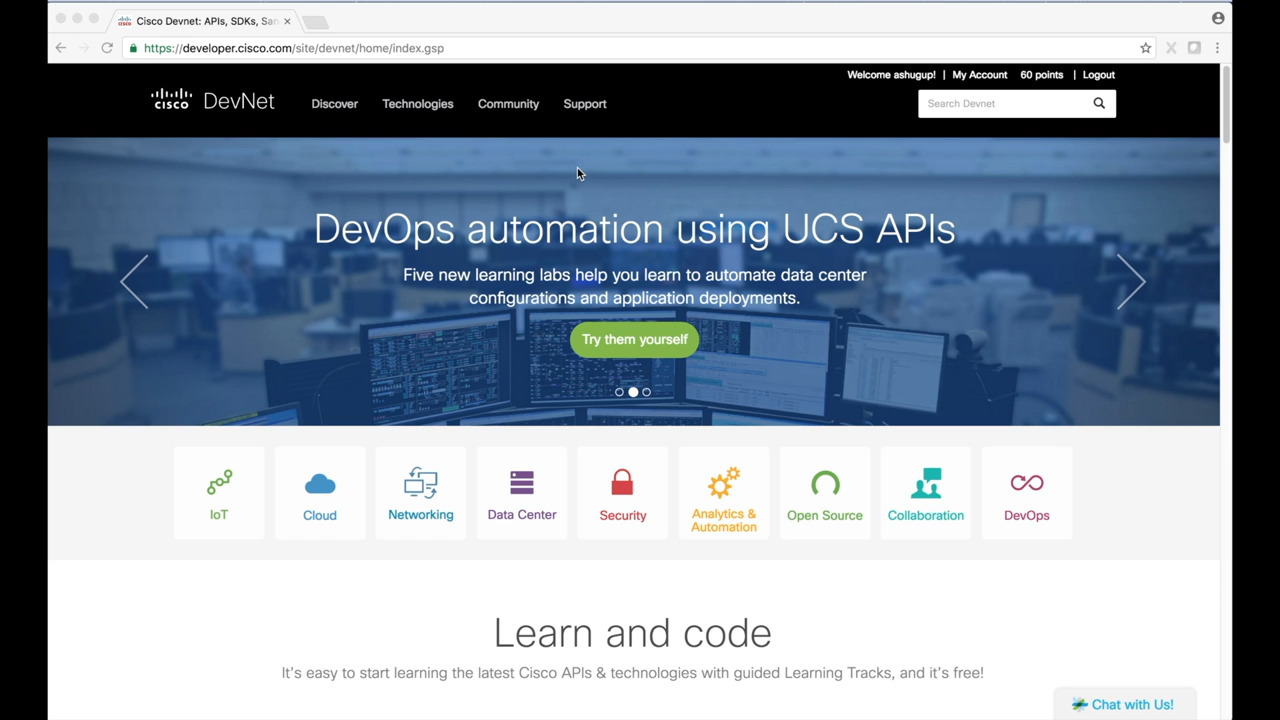 Cisco Devnet: APIs, SDKs, San
https://developer.cisco.com/site/devnet/home/index.gsp
Welcome ashugup! | My Account 60 points | Logout
CISCO DevNet Discover Technologies Community Support
Search Devnet
DevOps automation using UCS APIs
Five new learning labs help you learn to automate data center
configurations and application deployments.
Try them yourself
IoT Cloud Networking Data Center Security Analytics & Open Source Collaboration DevOps
Automation
Learn and code
It's easy to start learning the latest Cisco APIs & technologies with guided Learning Tracks, and it's free!
Chat with Us!